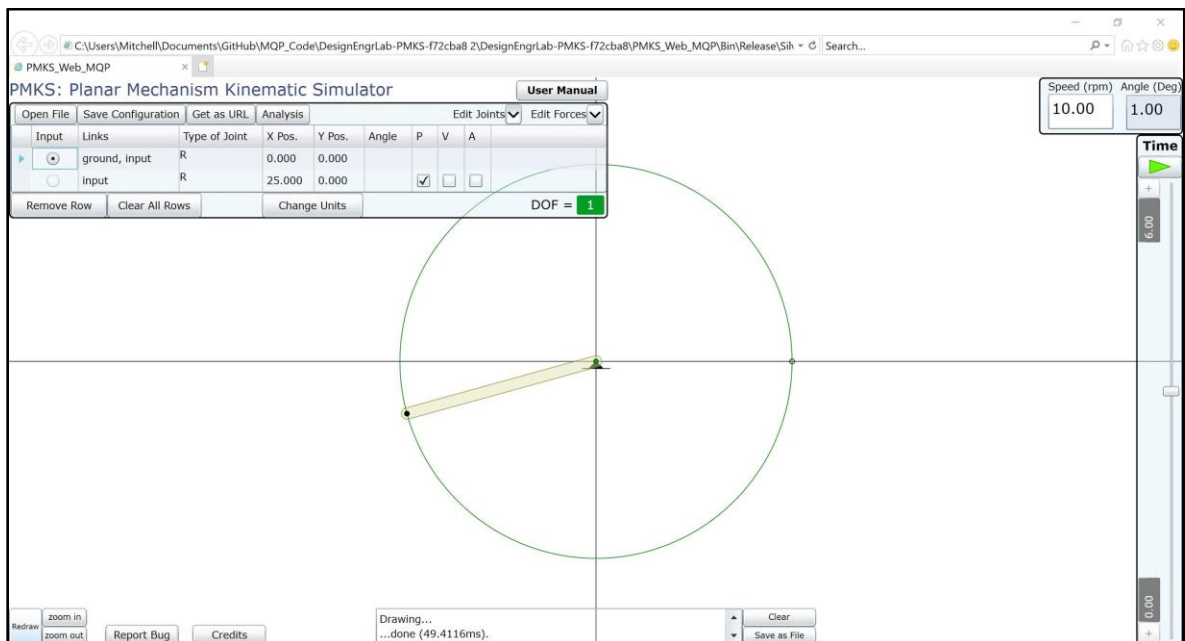 C:\Users\Mitchell\Documents\GitHub\MQP_Code\DesignEngrLab-PMKS-f72cba8 2\DesignEngrLab-PMKS-f72cba8\PMKS_Web_MQP\Bin\Release\Silv Search...
PMKS_Web_MQP
PMKS: Planar Mechanism Kinematic Simulator User Manual
Speed (rpm) Angle (Deg)
10.00 1.00
Open File Save Configuration Get as URL Analysis Edit Joints Edit Forces
Input Links Type of Joint X Pos. Y Pos. Angle P V A
ground, input R 0.000 0.000
input R 25.000 0.000
Remove Row Clear All Rows Change Units DOF = 1
Time
+
6.00
0.00
+
Redraw
zoom in
zoom out
Report Bug
Credits
Drawing...
...done (49.4116ms).
Clear
Save as File